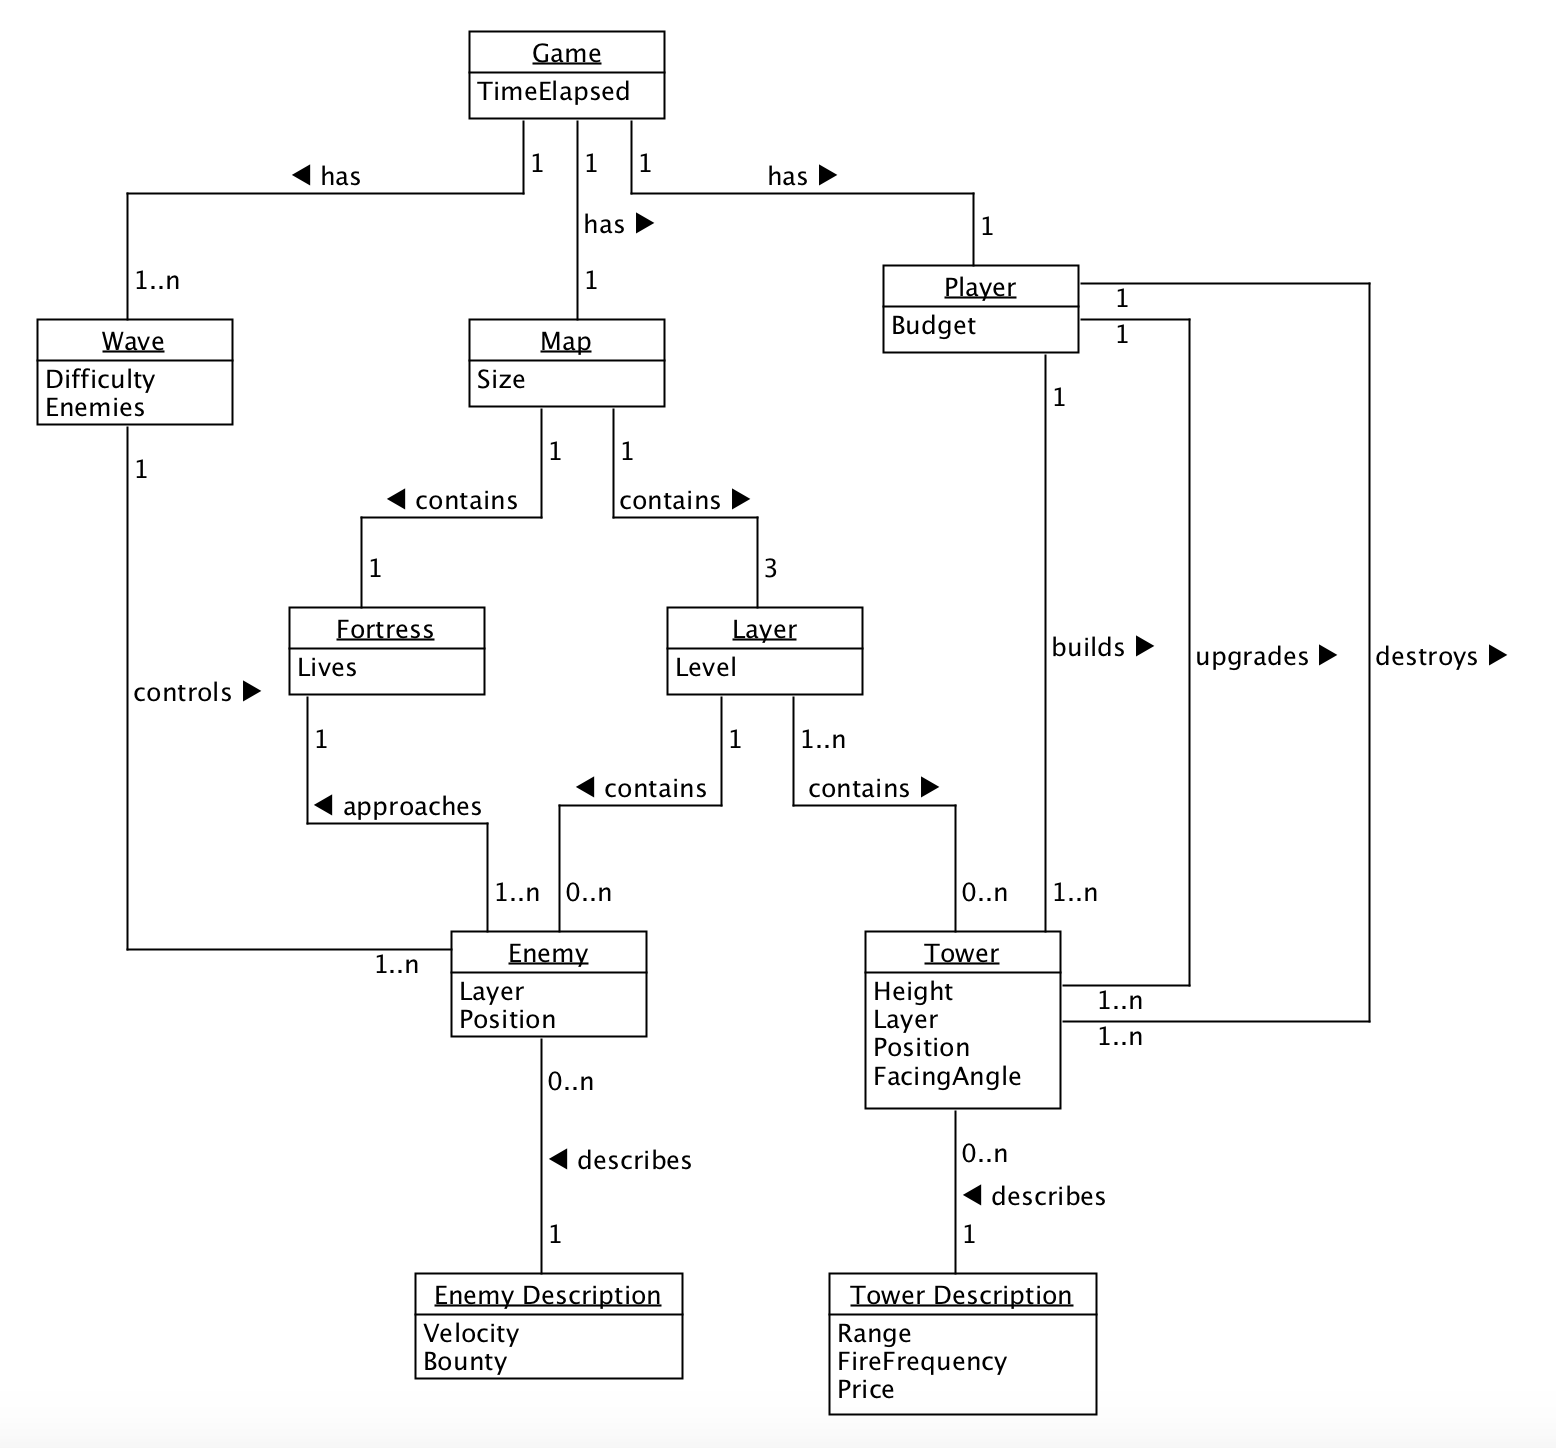 Game
TimeElapsed
1
1
1
◀ has
has ▶
has ▶
1
1..n
1
Player
Budget
1
1
Wave
Difficulty
Enemies
Map
Size
1
1
1
1
◀ contains
contains ▶
1
3
Fortress
Lives
Layer
Level
builds ▶
upgrades ▶
destroys ▶
controls ▶
1
1
1..n
◀ approaches
◀ contains
contains ▶
1..n
0..n
0..n
1..n
1..n
Enemy
Layer
Position
Tower
Height
Layer
Position
FacingAngle
1..n
1..n
0..n
◀ describes
1
0..n
◀ describes
1
Enemy Description
Velocity
Bounty
Tower Description
Range
FireFrequency
Price